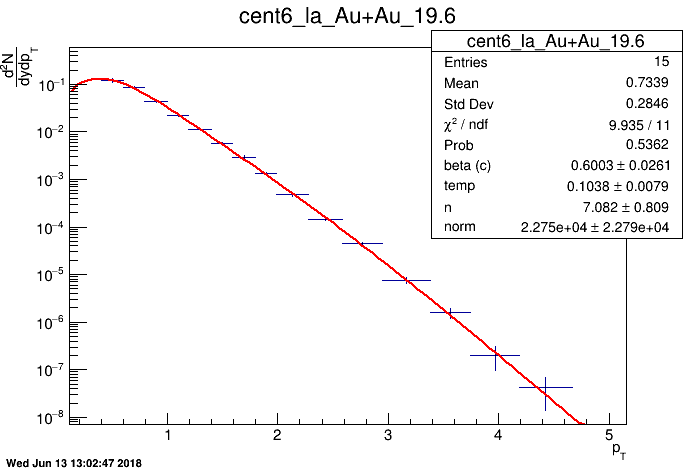 cent6_la_Au+Au_19.6
cent6_la_Au+Au_19.6
Entries 15
Mean 0.7339
Std Dev 0.2846
χ² / ndf 9.935 / 11
Prob 0.5362
beta (c) 0.6003 ± 0.0261
temp 0.1038 ± 0.0079
n 7.082 ± 0.809
norm 2.275e+04 ± 2.279e+04
d²N
dydp_T
10⁻¹
10⁻²
10⁻³
10⁻⁴
10⁻⁵
10⁻⁶
10⁻⁷
10⁻⁸
1 2 3 4 5
p_T
Wed Jun 13 13:02:47 2018